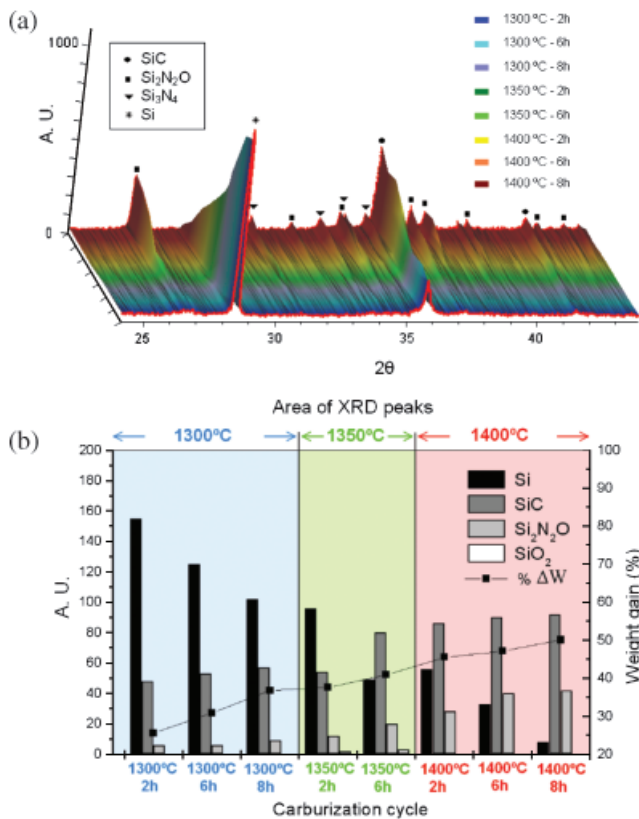 (a)
1000
A. U.
0
SiC
Si2N2O
Si3N4
Si
1300 ºC - 2h
1300 ºC - 6h
1300 ºC - 8h
1350 ºC - 2h
1350 ºC - 6h
1400 ºC - 2h
1400 ºC - 6h
1400 ºC - 8h
25 30 35 40
2θ
Area of XRD peaks
(b)
1300ºC 1350ºC 1400ºC
200
180
160
140
120
100
80
60
40
20
0
A. U.
Si
SiC
Si2N2O
SiO2
% ΔW
100
90
80
70
60
50
40
30
20
Weight gain (%)
1300ºC 1300ºC 1300ºC 1350ºC 1350ºC 1400ºC 1400ºC 1400ºC
2h 6h 8h 2h 6h 2h 6h 8h
Carburization cycle